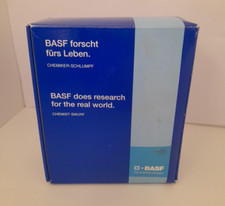 BASF forscht
fürs Leben.
CHEMIKER-SCHLUMPF
BASF does research
for the real world.
CHEMIST SMURF
BASF